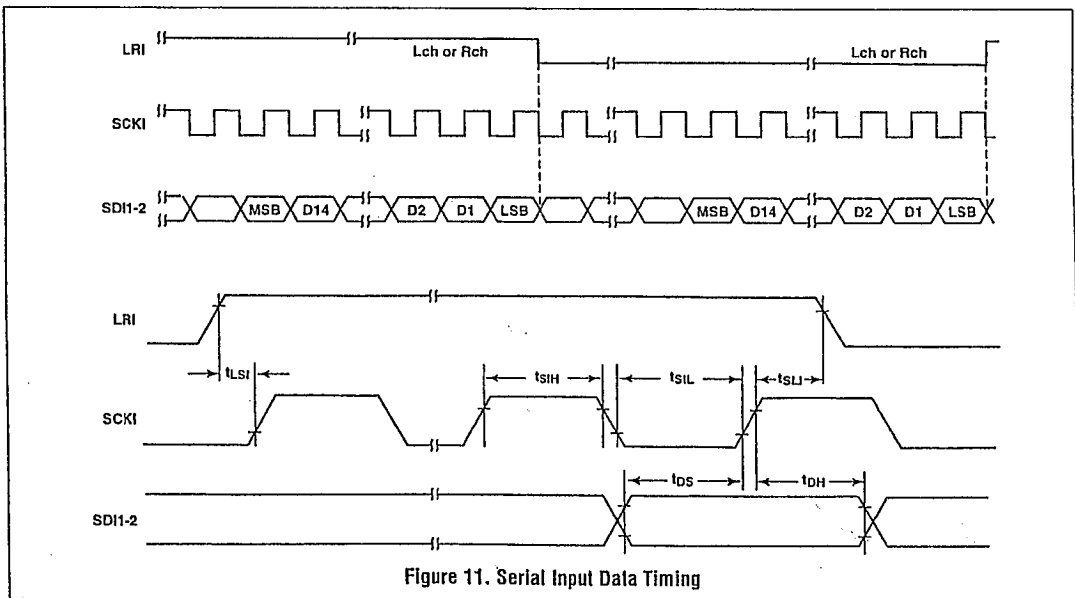 LRI
Lch or Rch
Lch or Rch
SCKI
SDI1-2
MSB D14 D2 D1 LSB MSB D14 D2 D1 LSB
LRI
tLSI
tSIH
tSIL
tSLI
SCKI
tDS
tDH
SDI1-2
Figure 11. Serial Input Data Timing